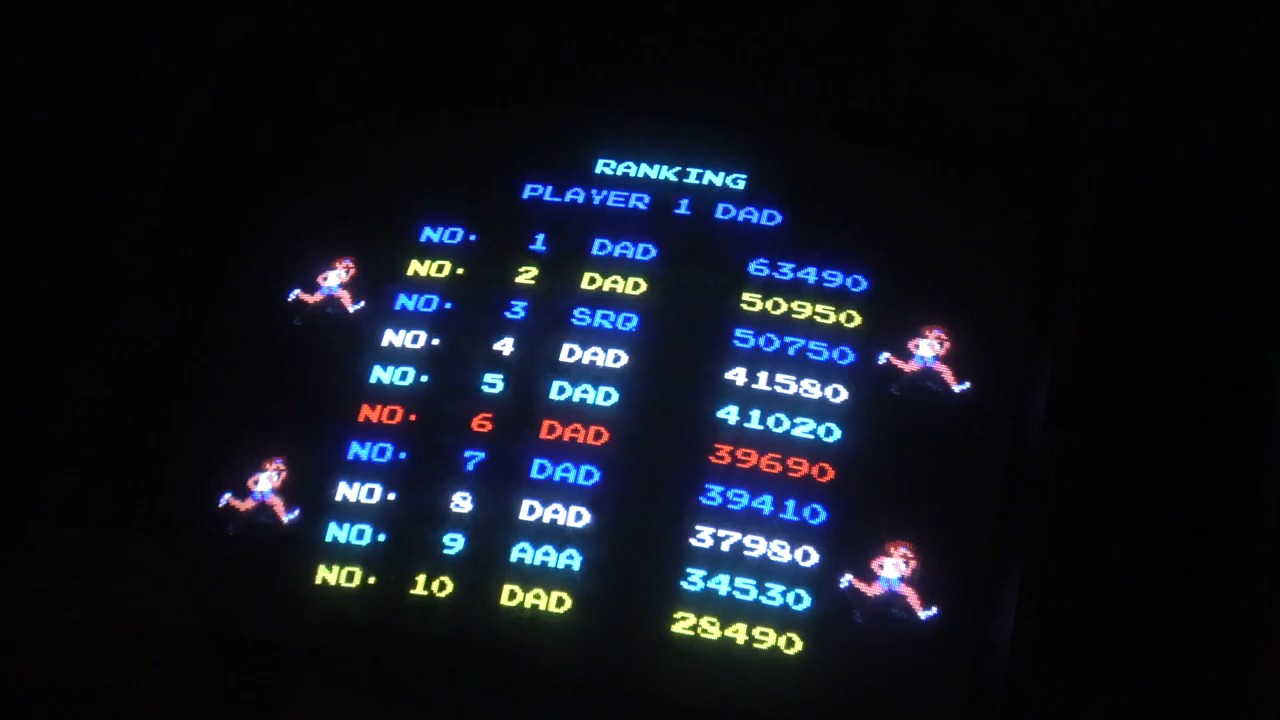 RANKING
PLAYER 1 DAD
NO. 1 DAD 63490
NO. 2 DAD 50950
NO. 3 SRQ 50750
NO. 4 DAD 41580
NO. 5 DAD 41020
NO. 6 DAD 39690
NO. 7 DAD 39410
NO. 8 DAD 37980
NO. 9 AAA 34530
NO. 10 DAD 28490